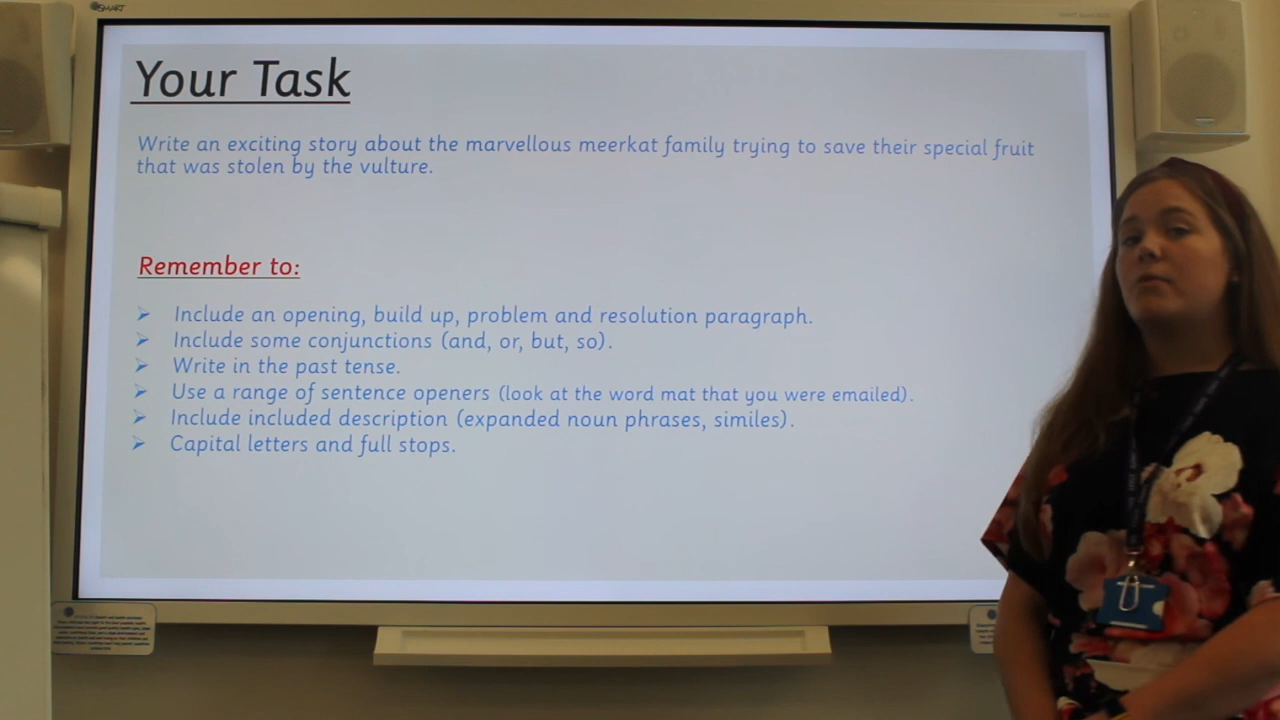 SMART
Your Task
Write an exciting story about the marvellous meerkat family trying to save their special fruit
that was stolen by the vulture.
Remember to:
Include an opening, build up, problem and resolution paragraph.
Include some conjunctions (and, or, but, so).
Write in the past tense.
Use a range of sentence openers (look at the word mat that you were emailed).
Include included description (expanded noun phrases, similes).
Capital letters and full stops.